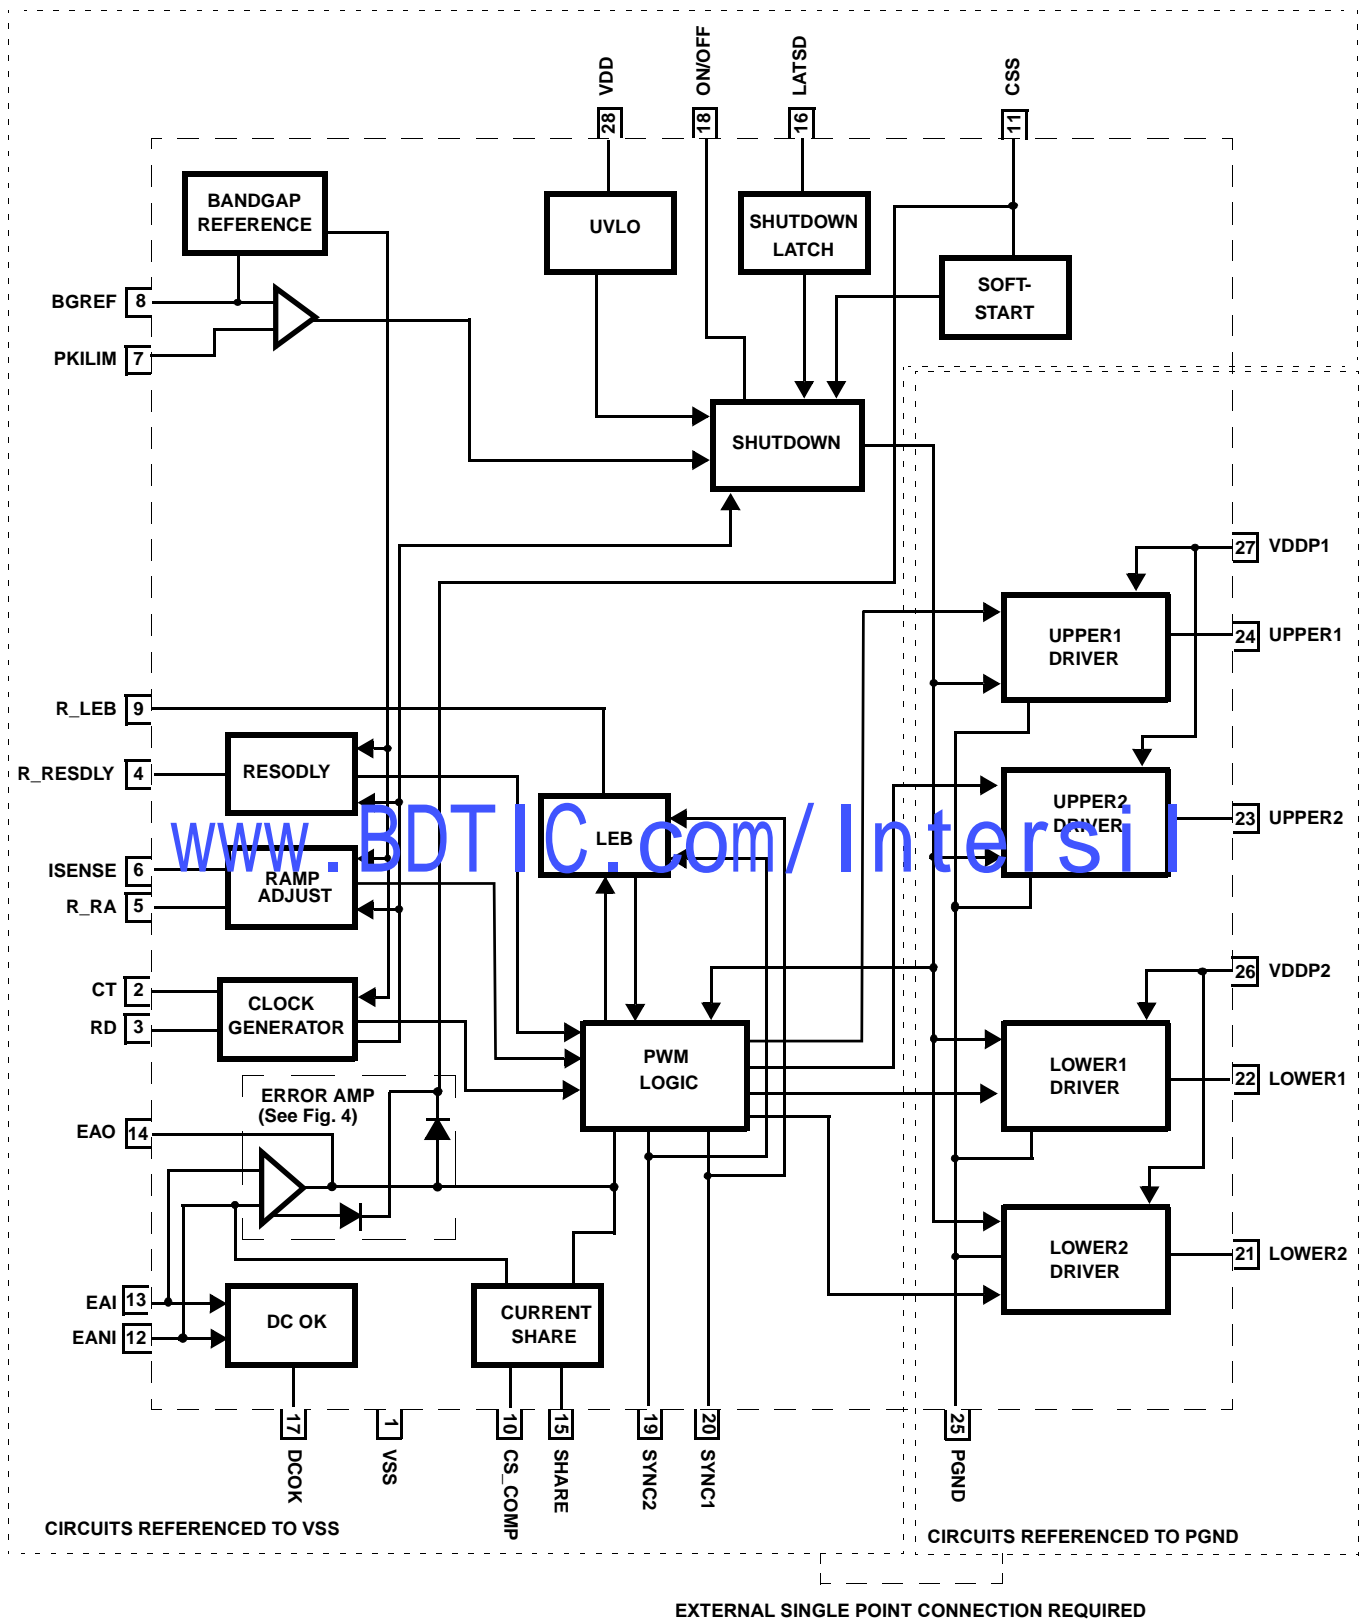 VDD
ON/OFF
LATSD
CSS
28
18
16
11
BANDGAP
REFERENCE
UVLO
SHUTDOWN
LATCH
SOFT-
START
BGREF 8
PKILIM 7
SHUTDOWN
27 VDDP1
UPPER1
DRIVER
24 UPPER1
R_LEB 9
R_RESDLY 4
RESODLY
LEB
UPPER2
DRIVER
23 UPPER2
www.BDTIC.com/Intersil
ISENSE 6
R_RA 5
RAMP
ADJUST
CT 2
RD 3
CLOCK
GENERATOR
26 VDDP2
PWM
LOGIC
LOWER1
DRIVER
22 LOWER1
ERROR AMP
(See Fig. 4)
EAO 14
LOWER2
DRIVER
21 LOWER2
EAI 13
EANI 12
DC OK
CURRENT
SHARE
17
1
10
15
19
20
25
DCOK
VSS
CS_COMP
SHARE
SYNC2
SYNC1
PGND
CIRCUITS REFERENCED TO VSS
CIRCUITS REFERENCED TO PGND
EXTERNAL SINGLE POINT CONNECTION REQUIRED